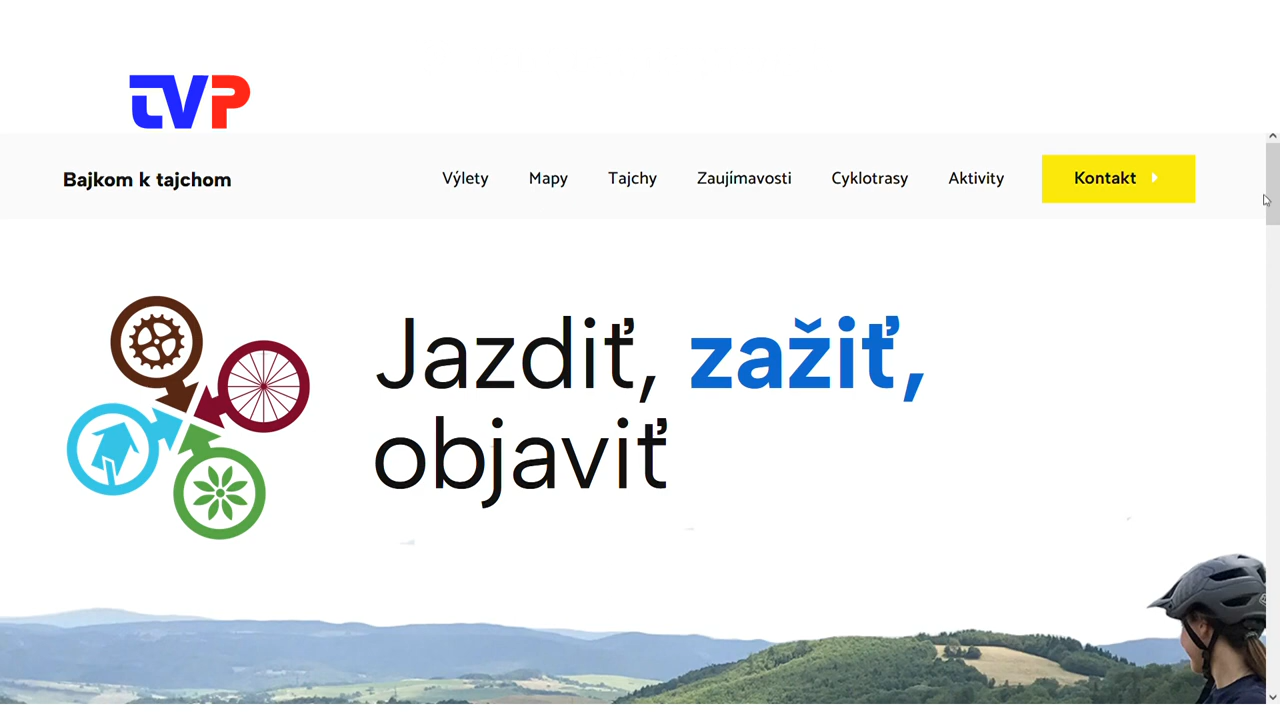 tVP
Bajkom k tajchom
Výlety
Mapy
Tajchy
Zaujímavosti
Cyklotrasy
Aktivity
Kontakt
Jazdiť, zažiť,
objaviť